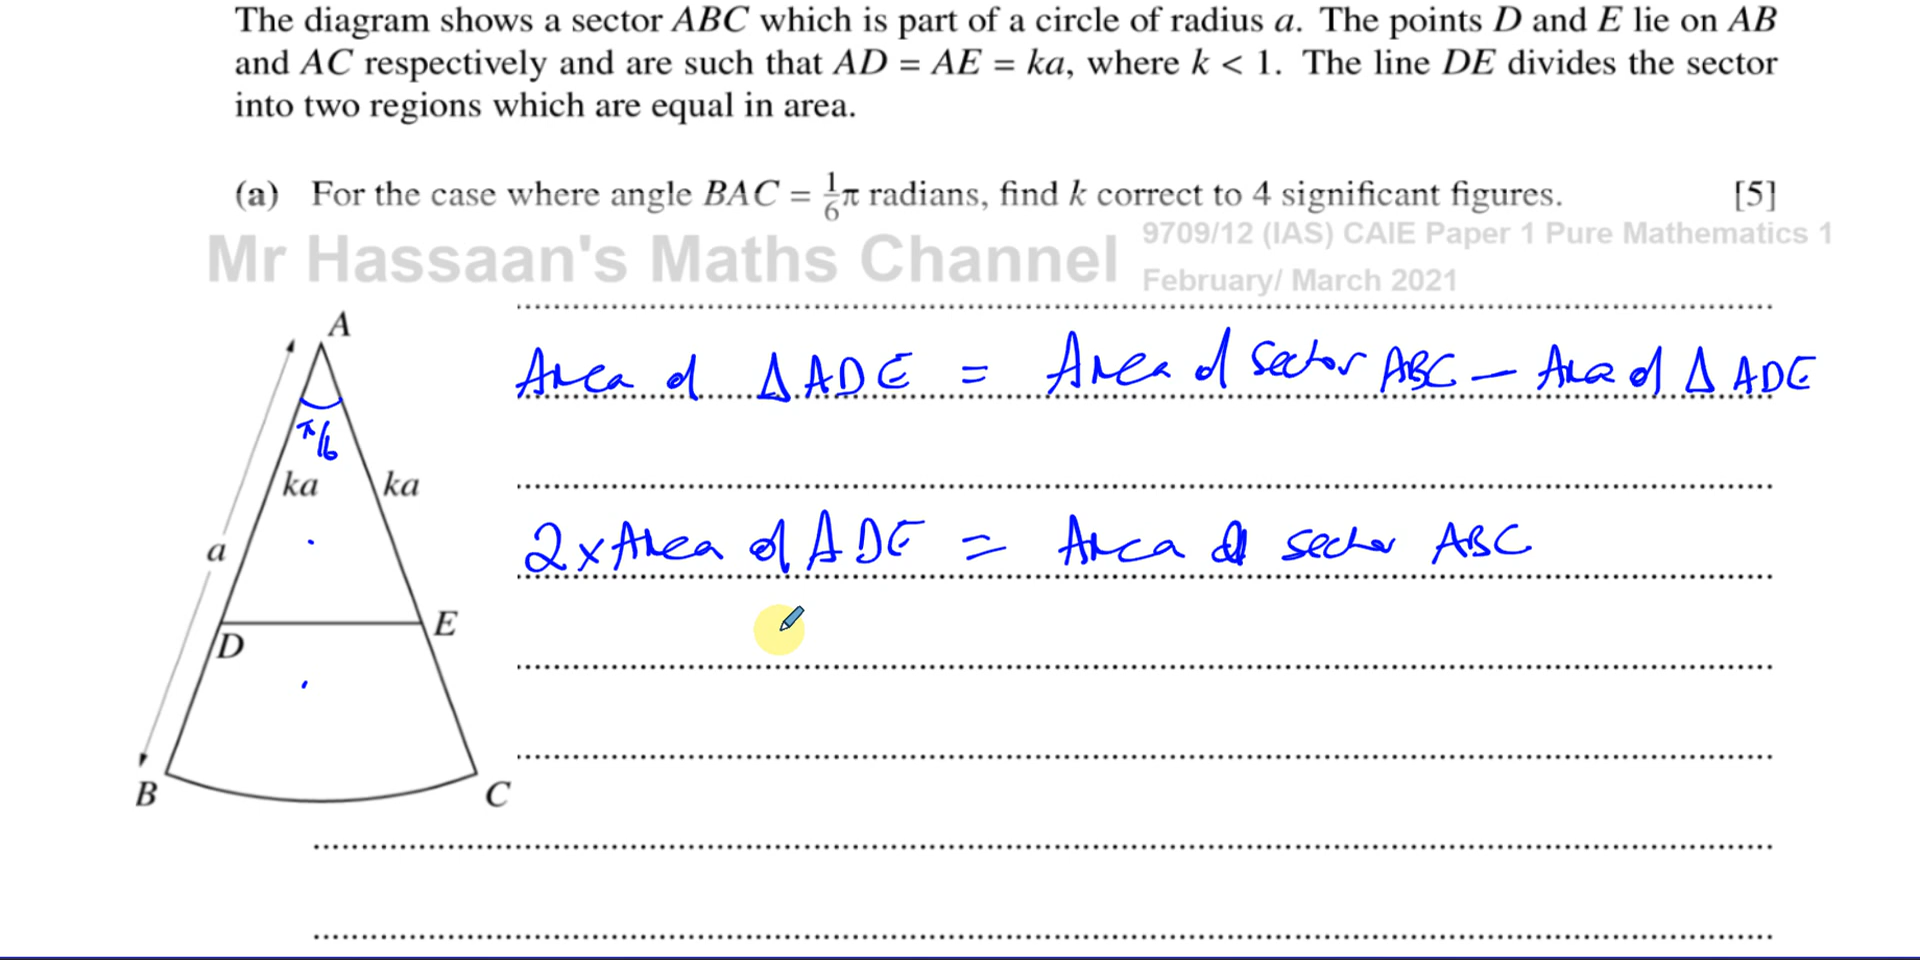 The diagram shows a sector ABC which is part of a circle of radius a. The points D and E lie on AB
and AC respectively and are such that AD = AE = ka, where k < 1. The line DE divides the sector
into two regions which are equal in area.
(a) For the case where angle BAC = 1/6 π radians, find k correct to 4 significant figures. [5]
Mr Hassaan's Maths Channel
9709/12 (IAS) CAIE Paper 1 Pure Mathematics 1
February/ March 2021
A
π/6
ka ka
a
D E
B C
Area of Δ ADE = Area of sector ABC – Area of Δ ADE
2 x Area of ADE = Area of sector ABC